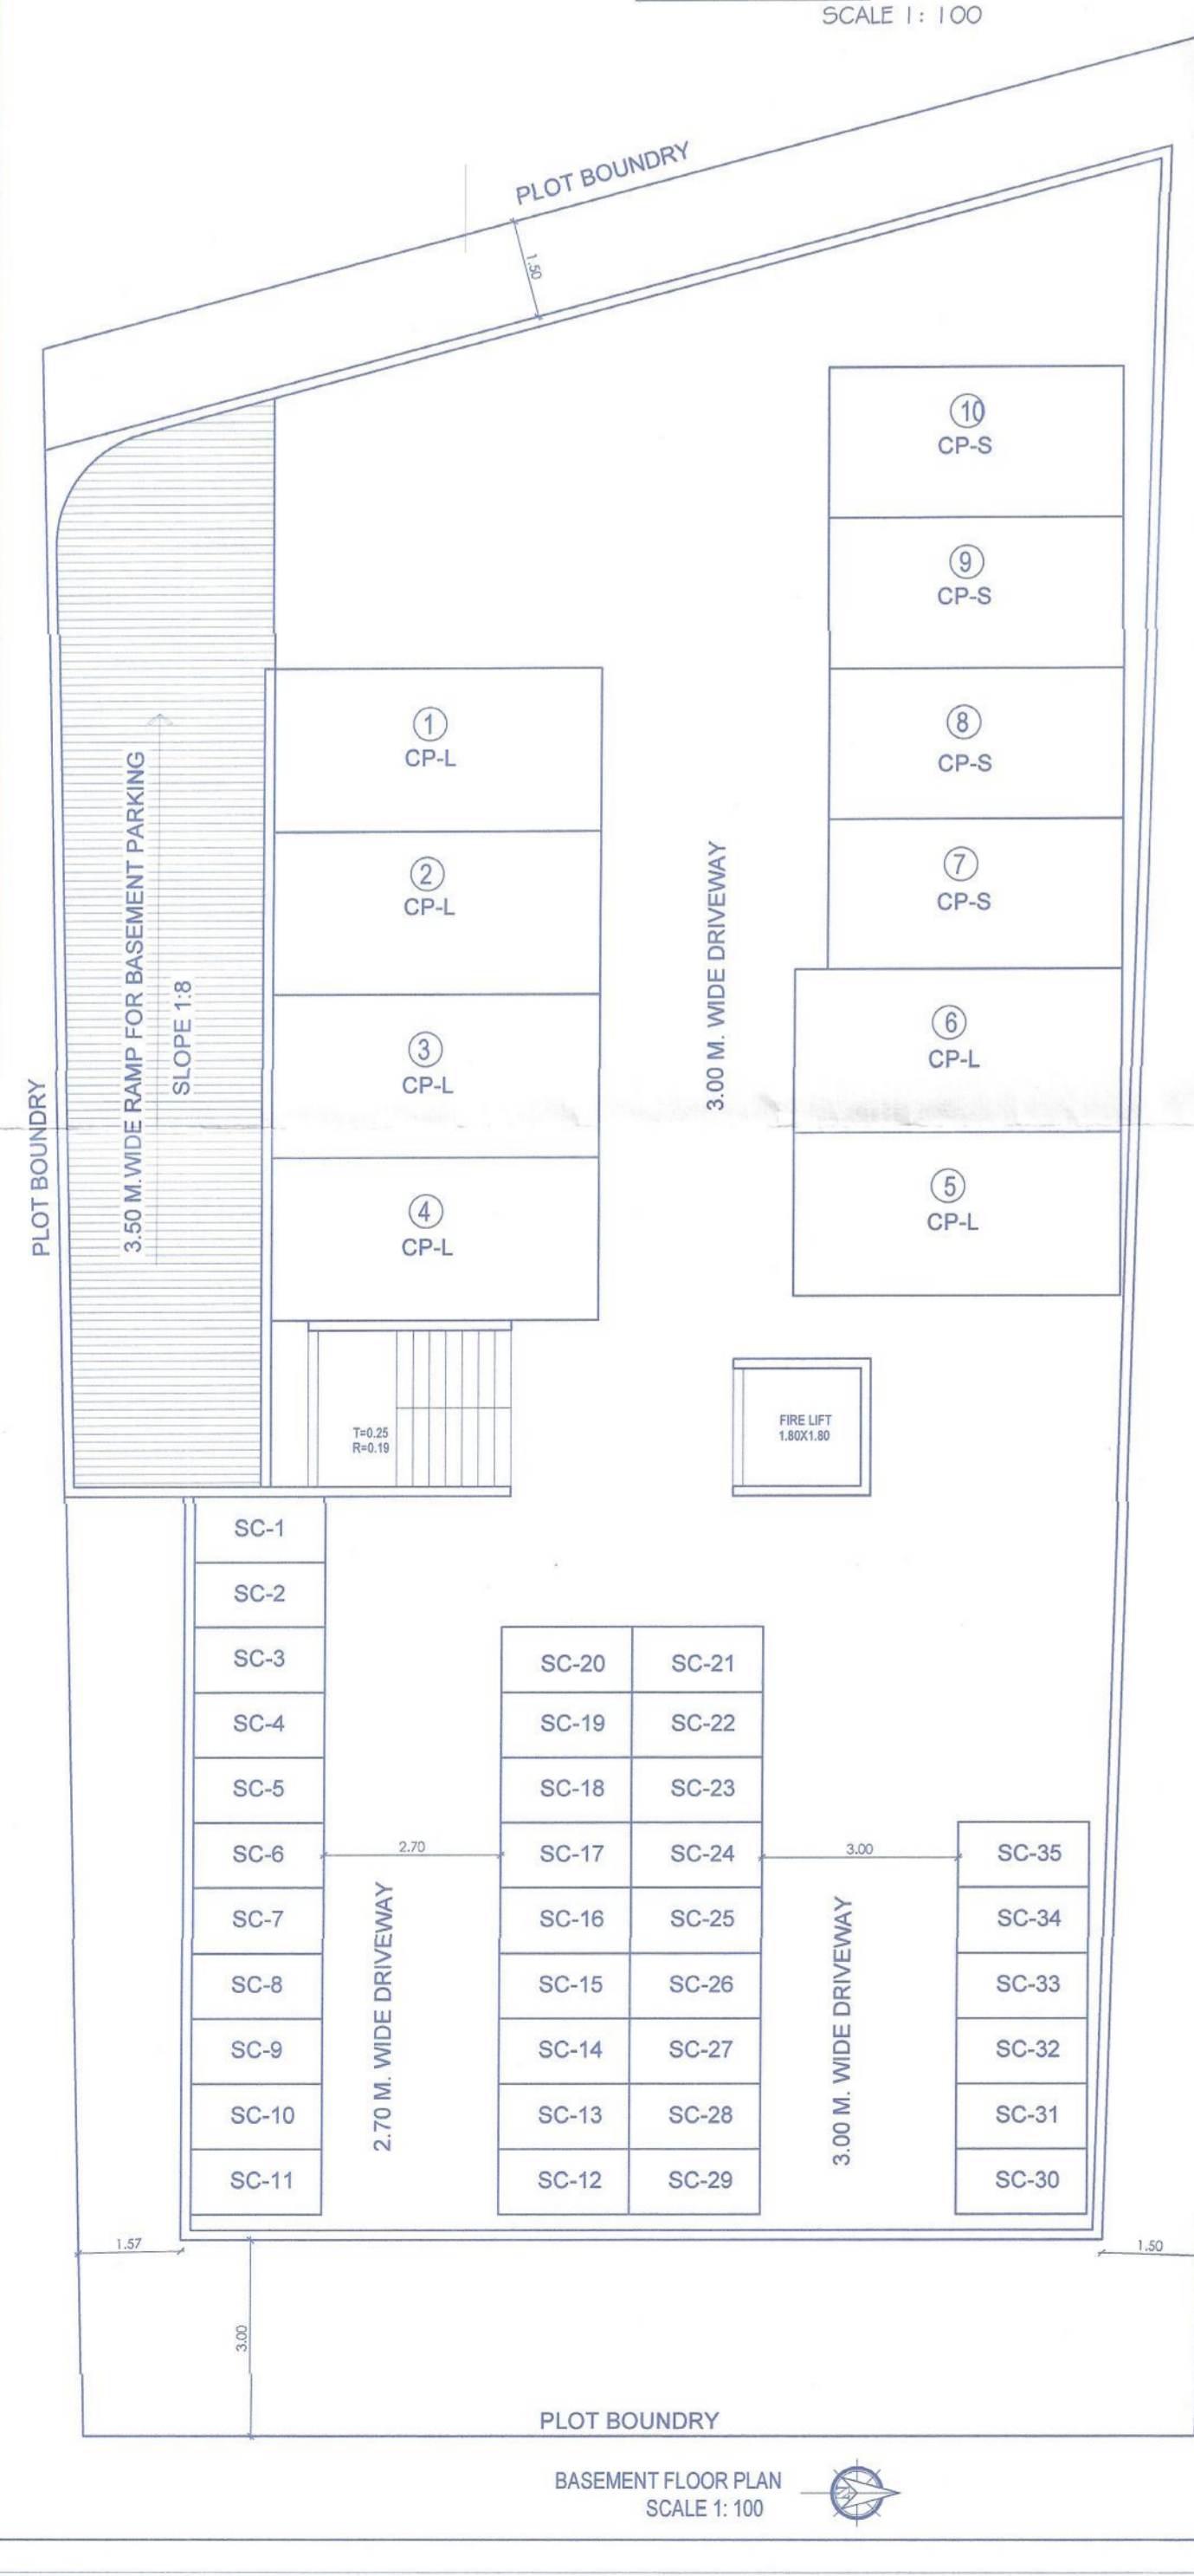 SCALE 1: 100
PLOT BOUNDRY
1.50
10
CP-S
9
CP-S
1
CP-L
8
CP-S
2
CP-L
7
CP-S
3.50 M.WIDE RAMP FOR BASEMENT PARKING
SLOPE 1:8
3.00 M. WIDE DRIVEWAY
3
CP-L
6
CP-L
PLOT BOUNDRY
4
CP-L
5
CP-L
T=0.25
R=0.19
FIRE LIFT
1.80X1.80
SC-1
SC-2
SC-3
SC-4
SC-5
SC-6
SC-7
SC-8
SC-9
SC-10
SC-11
2.70
2.70 M. WIDE DRIVEWAY
SC-20
SC-19
SC-18
SC-17
SC-16
SC-15
SC-14
SC-13
SC-12
SC-21
SC-22
SC-23
SC-24
SC-25
SC-26
SC-27
SC-28
SC-29
3.00
3.00 M. WIDE DRIVEWAY
SC-35
SC-34
SC-33
SC-32
SC-31
SC-30
1.57
1.50
3.00
PLOT BOUNDRY
BASEMENT FLOOR PLAN
SCALE 1: 100
N